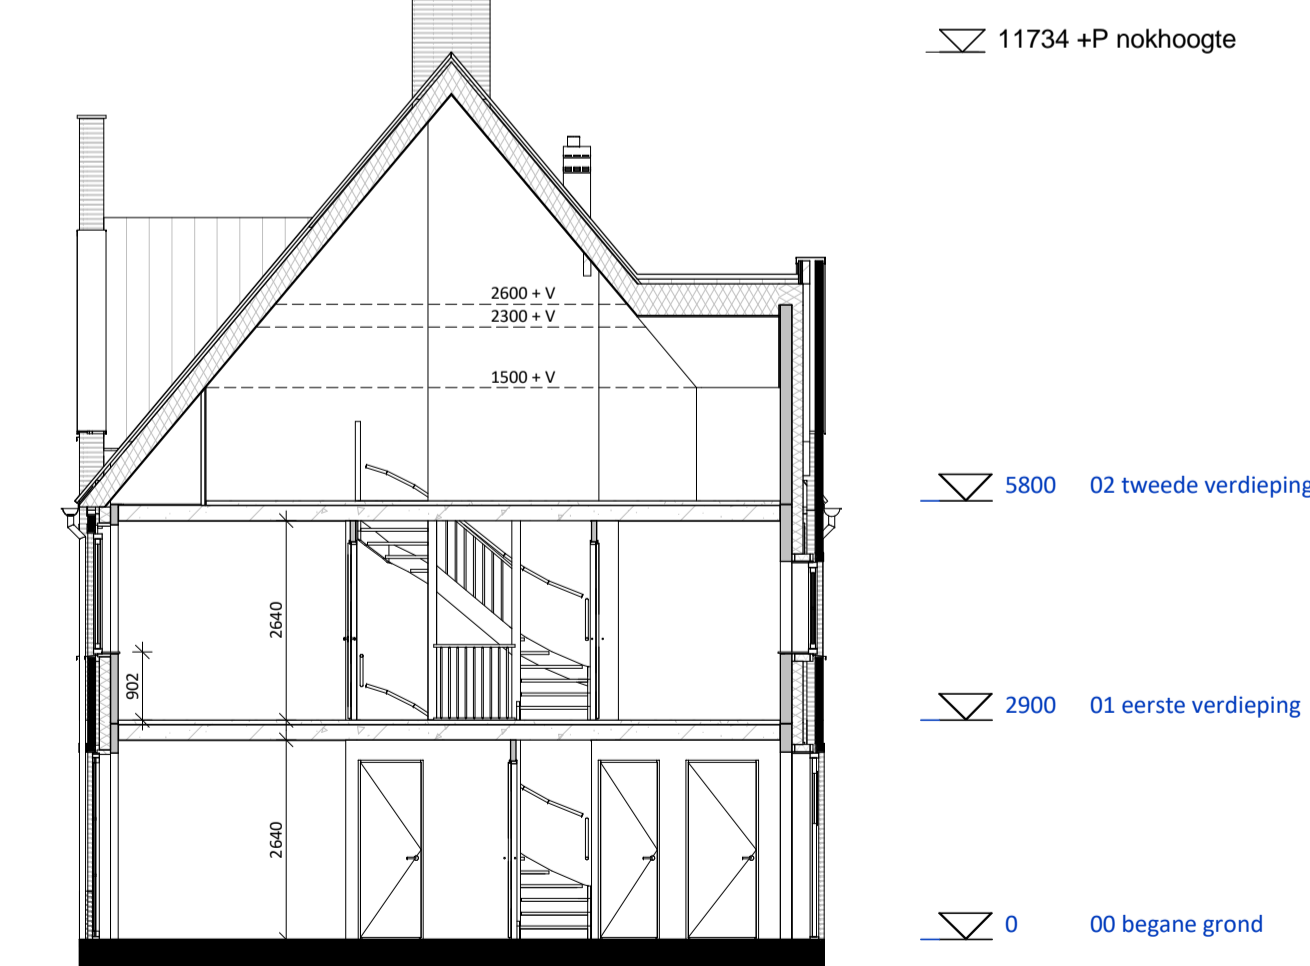 11734 +P nokhoogte
2600 + V
2300 + V
1500 + V
5800 02 tweede verdieping
2640
902
2900 01 eerste verdieping
2640
0 00 begane grond